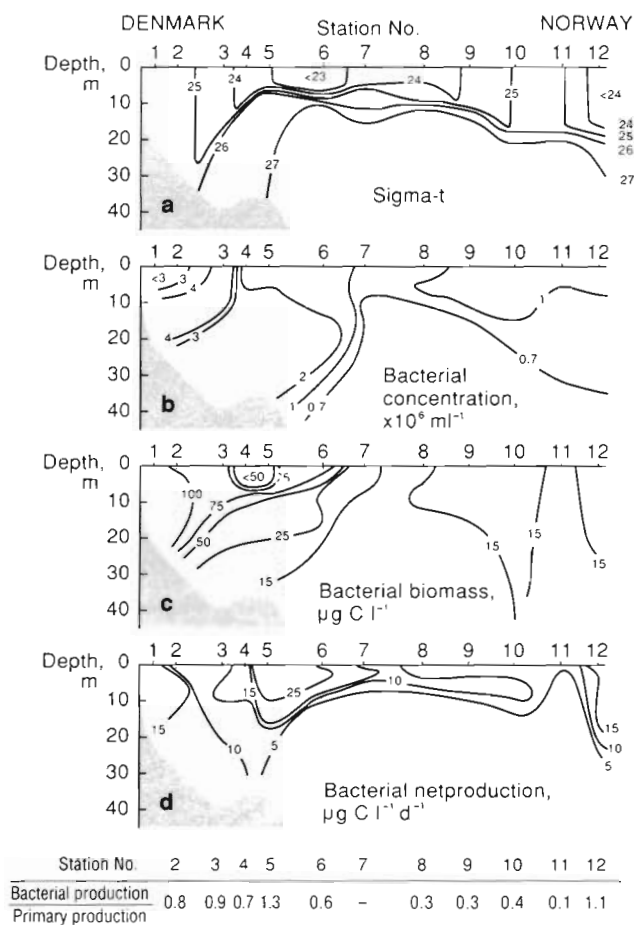 DENMARK Station No. NORWAY
1 2 3 4 5 6 7 8 9 10 11 12
Depth, m
0
10
20
30
40
25 24 <23 24 25 <24
26 27 24 25 26 27
a
Sigma-t
1 2 3 4 5 6 7 8 9 10 11 12
Depth, m
0
10
20
30
40
<3 3 4 4 3 2 1 0.7 1 0.7
b
Bacterial
concentration,
x10⁶ ml⁻¹
1 2 3 4 5 6 7 8 9 10 11 12
Depth, m
0
10
20
30
40
100 75 50 <50 25 15 15 15 15
c
Bacterial biomass,
µg C l⁻¹
1 2 3 4 5 6 7 8 9 10 11 12
Depth, m
0
10
20
30
40
15 10 15 25 5 10 15 10 5
d
Bacterial netproduction,
µg C l⁻¹ d⁻¹
Station No. 2 3 4 5 6 7 8 9 10 11 12
Bacterial production
Primary production
0.8 0.9 0.7 1.3 0.6 – 0.3 0.3 0.4 0.1 1.1